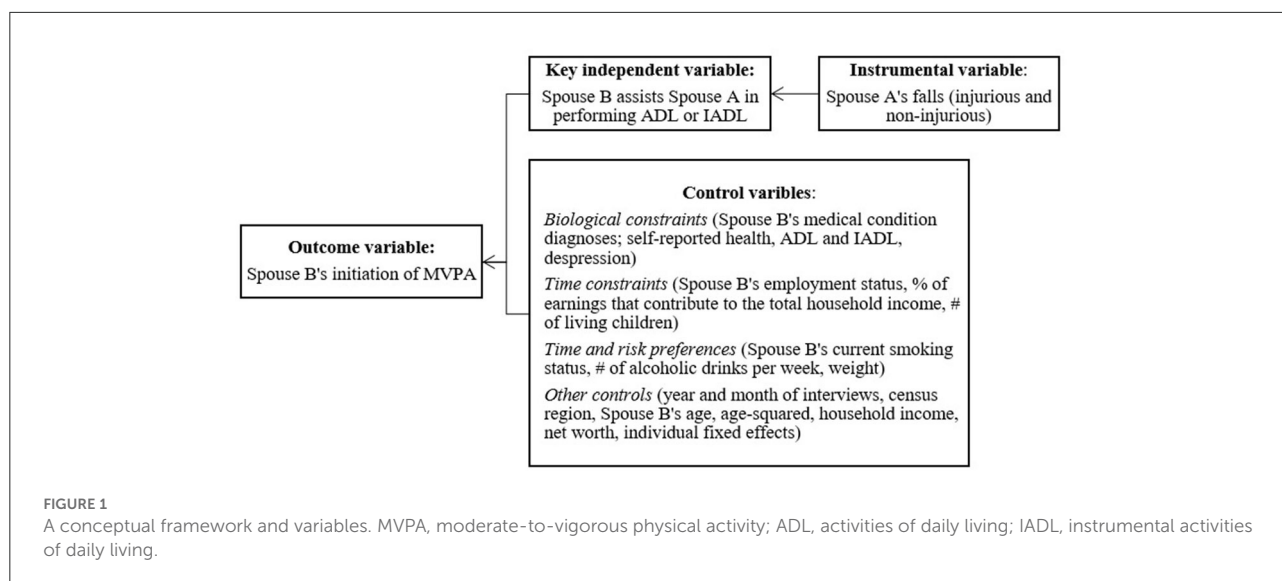 Key independent variable:
Spouse B assists Spouse A in
performing ADL or IADL
Instrumental variable:
Spouse A's falls (injurious and
non-injurious)
Control varibles:
Biological constraints (Spouse B's medical condition
diagnoses; self-reported health, ADL and IADL,
despression)
Time constraints (Spouse B's employment status, % of
earnings that contribute to the total household income, #
of living children)
Time and risk preferences (Spouse B's current smoking
status, # of alcoholic drinks per week, weight)
Other controls (year and month of interviews, census
region, Spouse B's age, age-squared, household income,
net worth, individual fixed effects)
Outcome variable:
Spouse B's initiation of MVPA
FIGURE 1
A conceptual framework and variables. MVPA, moderate-to-vigorous physical activity; ADL, activities of daily living; IADL, instrumental activities
of daily living.